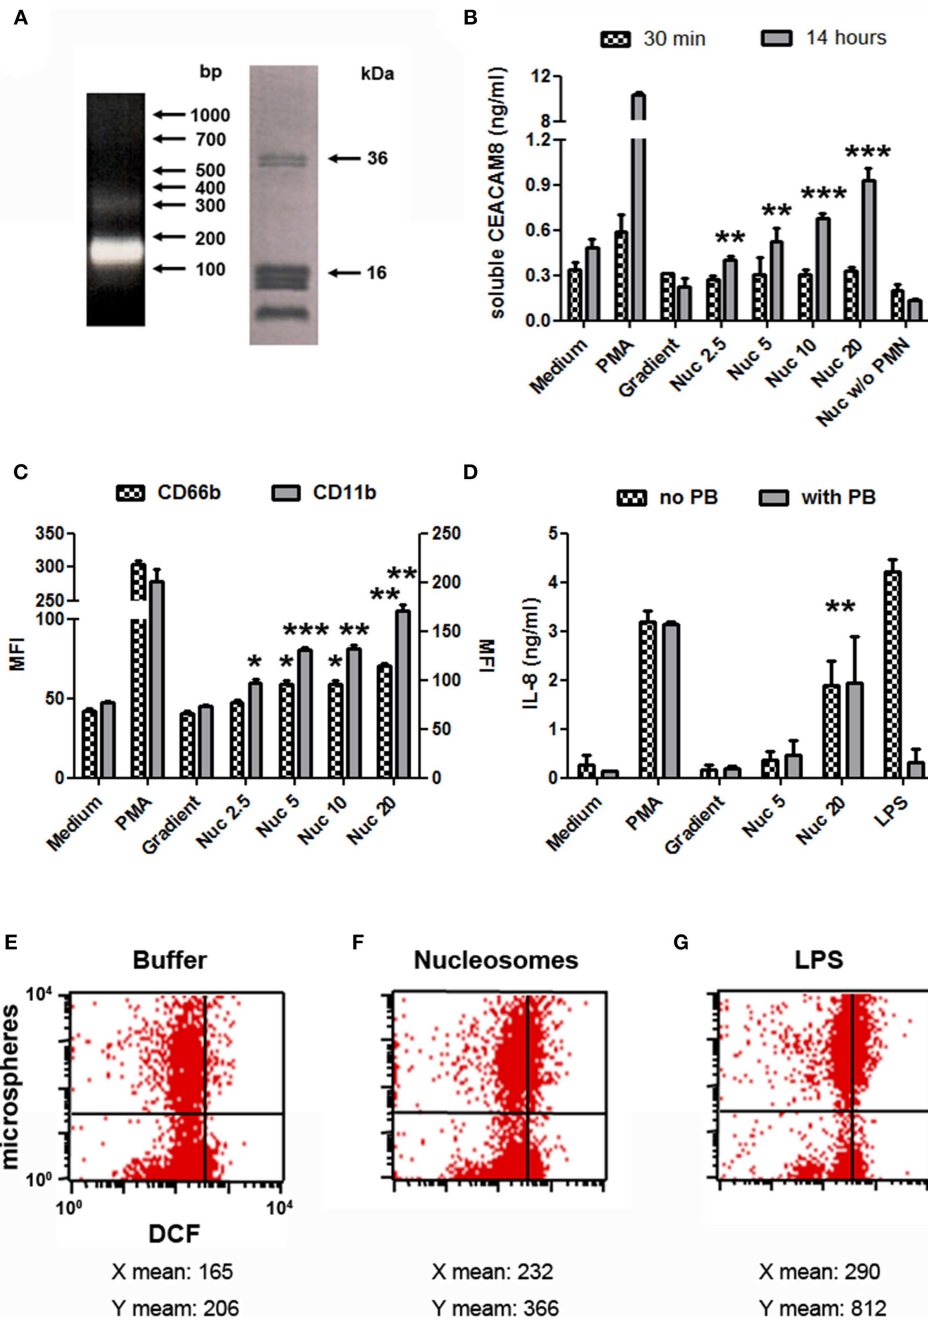 A
bp
1000
700
500
400
300
200
100
kDa
36
16
B
30 min
14 hours
soluble CEACAM8 (ng/ml)
12
8
1.2
0.9
0.6
0.3
0.0
** ** *** ***
Medium
PMA
Gradient
Nuc 2.5
Nuc 5
Nuc 10
Nuc 20
Nuc w/o PMN
C
CD66b
CD11b
MFI
350
300
250
100
50
0
250
200
150
100
50
0
MFI
* * *** * ** ** **
Medium
PMA
Gradient
Nuc 2.5
Nuc 5
Nuc 10
Nuc 20
D
no PB
with PB
IL-8 (ng/ml)
5
4
3
2
1
0
**
Medium
PMA
Gradient
Nuc 5
Nuc 20
LPS
E
Buffer
microspheres
10⁴
10⁰
10⁰
10⁴
DCF
X mean: 165
Y meam: 206
F
Nucleosomes
X mean: 232
Y meam: 366
G
LPS
X mean: 290
Y meam: 812